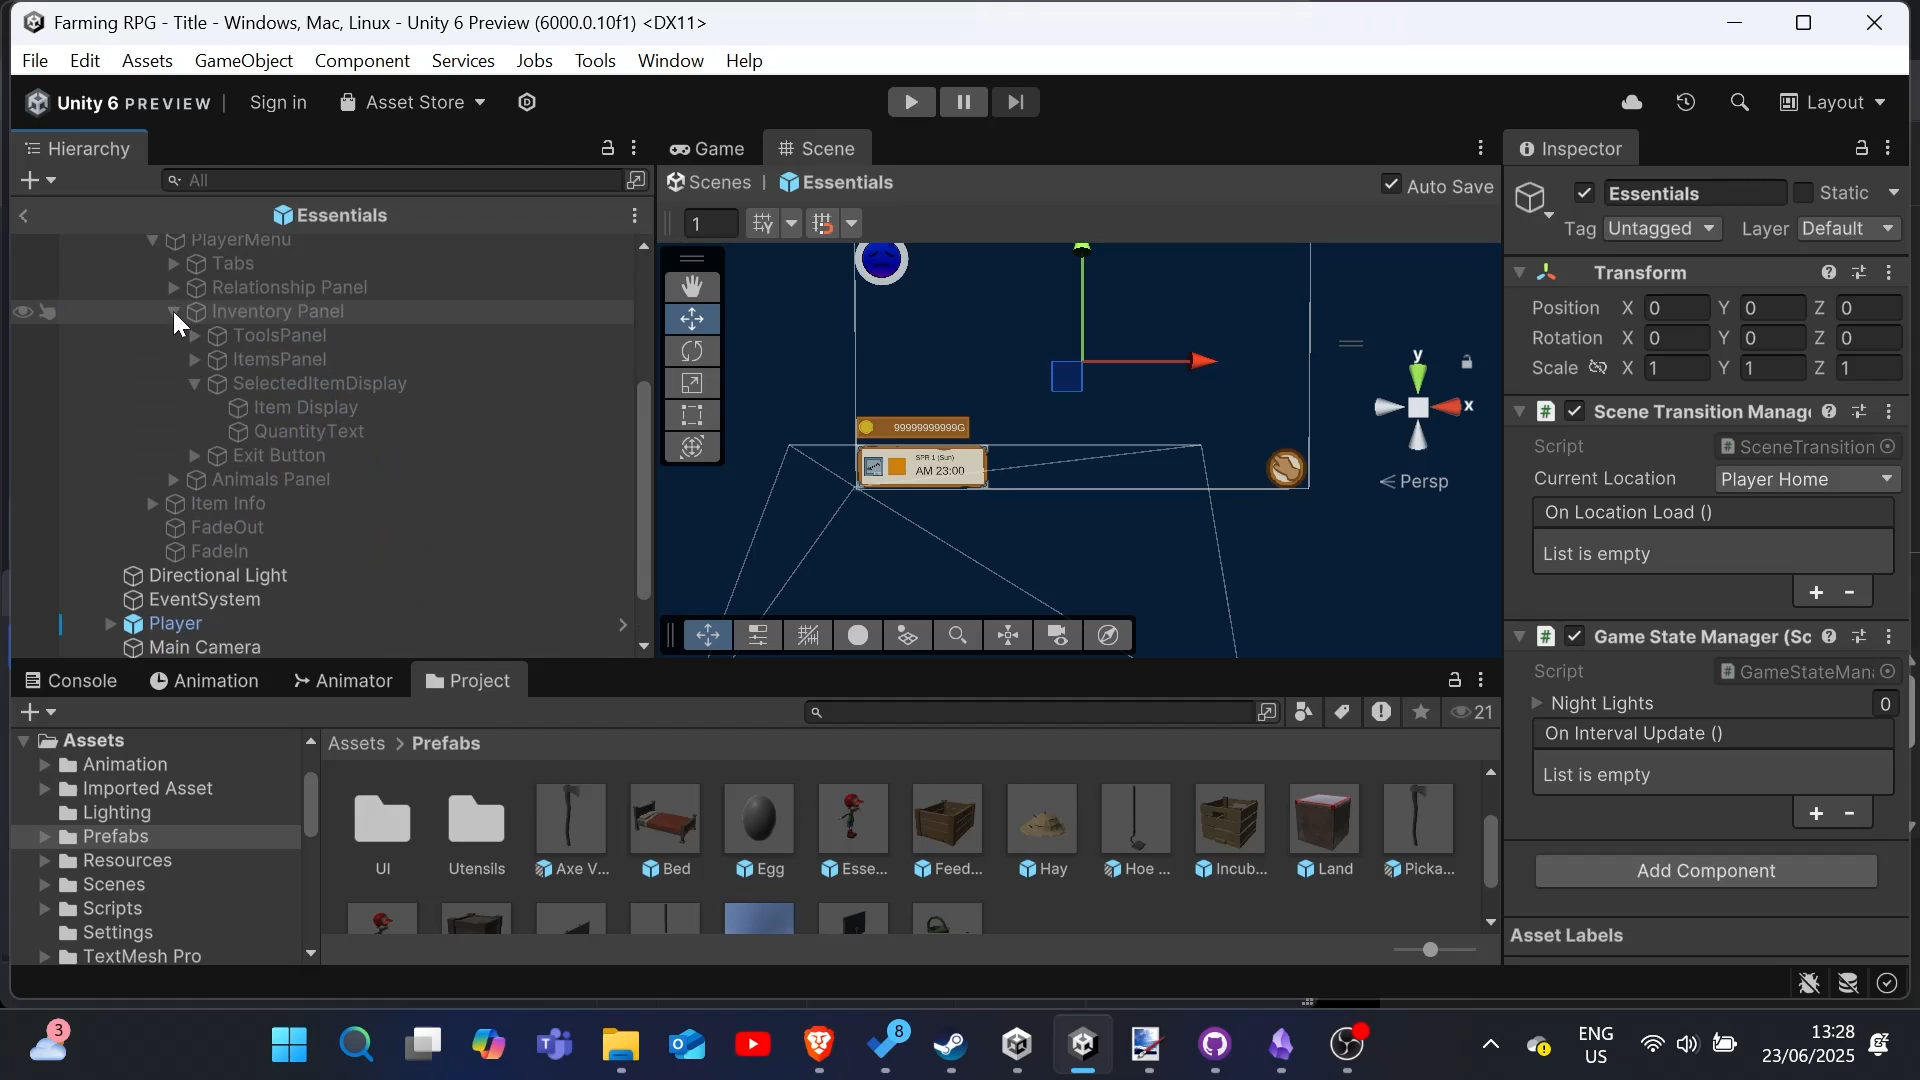 Farming RPG - Title - Windows, Mac, Linux - Unity 6 Preview (6000.0.10f1) <DX11>
File Edit Assets GameObject Component Services Jobs Tools Window Help
Unity 6 PREVIEW Sign in Asset Store Layout
Hierarchy
All
Essentials
PlayerMenu
Tabs
Relationship Panel
Inventory Panel
ToolsPanel
ItemsPanel
SelectedItemDisplay
Item Display
QuantityText
Exit Button
Animals Panel
Item Info
FadeOut
FadeIn
Directional Light
EventSystem
Player
Main Camera
Game Scene
Scenes | Essentials Auto Save
1
99999999999G
SPR 1 (Sun)
AM 23:00
y
x
Persp
Inspector
Essentials Static
Tag Untagged Layer Default
Transform
Position X 0 Y 0 Z 0
Rotation X 0 Y 0 Z 0
Scale X 1 Y 1 Z 1
Scene Transition Manag
Script SceneTransition
Current Location Player Home
On Location Load ()
List is empty
+ -
Game State Manager (Sc
Script GameStateMan
Night Lights 0
On Interval Update ()
List is empty
+ -
Add Component
Asset Labels
Console Animation Animator Project
21
Assets
Animation
Imported Asset
Lighting
Prefabs
Resources
Scenes
Scripts
Settings
TextMesh Pro
Assets > Prefabs
UI Utensils Axe V... Bed Egg Esse... Feed... Hay Hoe ... Incub... Land Picka...
3
8
ENG
US
13:28
23/06/2025